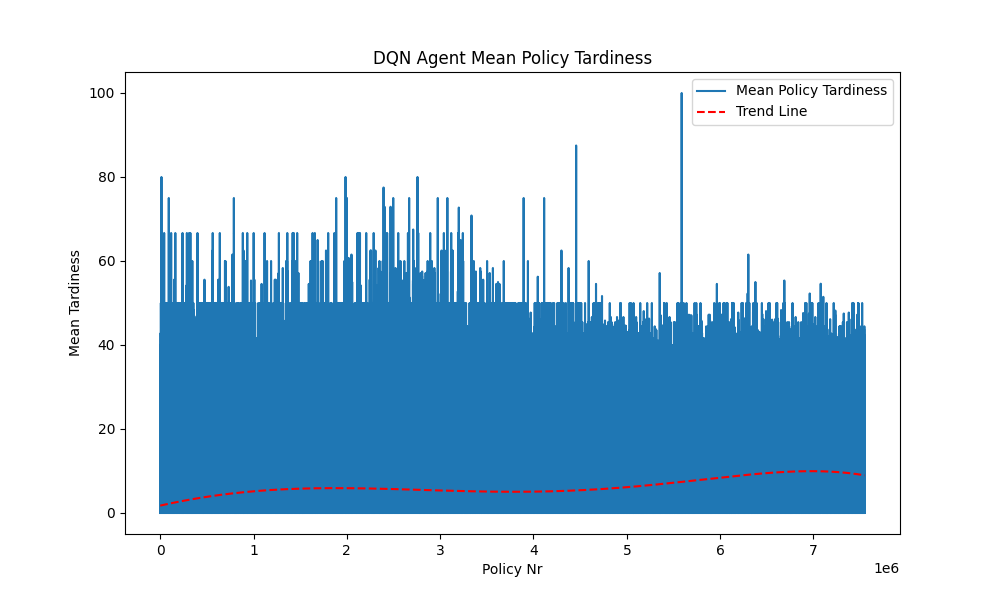 DQN Agent Mean Policy Tardiness
Mean Policy Tardiness
Trend Line
100
80
60
40
20
0
Mean Tardiness
0 1 2 3 4 5 6 7
1e6
Policy Nr